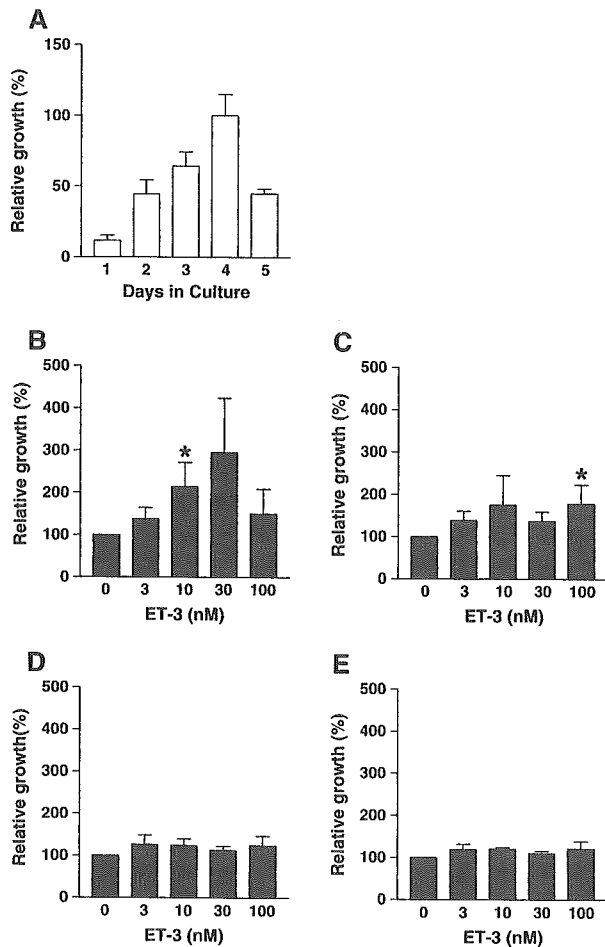 A
Relative growth (%)
150
100
50
0
1 2 3 4 5
Days in Culture
B
Relative growth (%)
500
400
300
200
100
0
*
0 3 10 30 100
ET-3 (nM)
C
Relative growth (%)
500
400
300
200
100
0
*
0 3 10 30 100
ET-3 (nM)
D
Relative growth(%)
500
400
300
200
100
0
0 3 10 30 100
ET-3 (nM)
E
Relative growth (%)
500
400
300
200
100
0
0 3 10 30 100
ET-3 (nM)